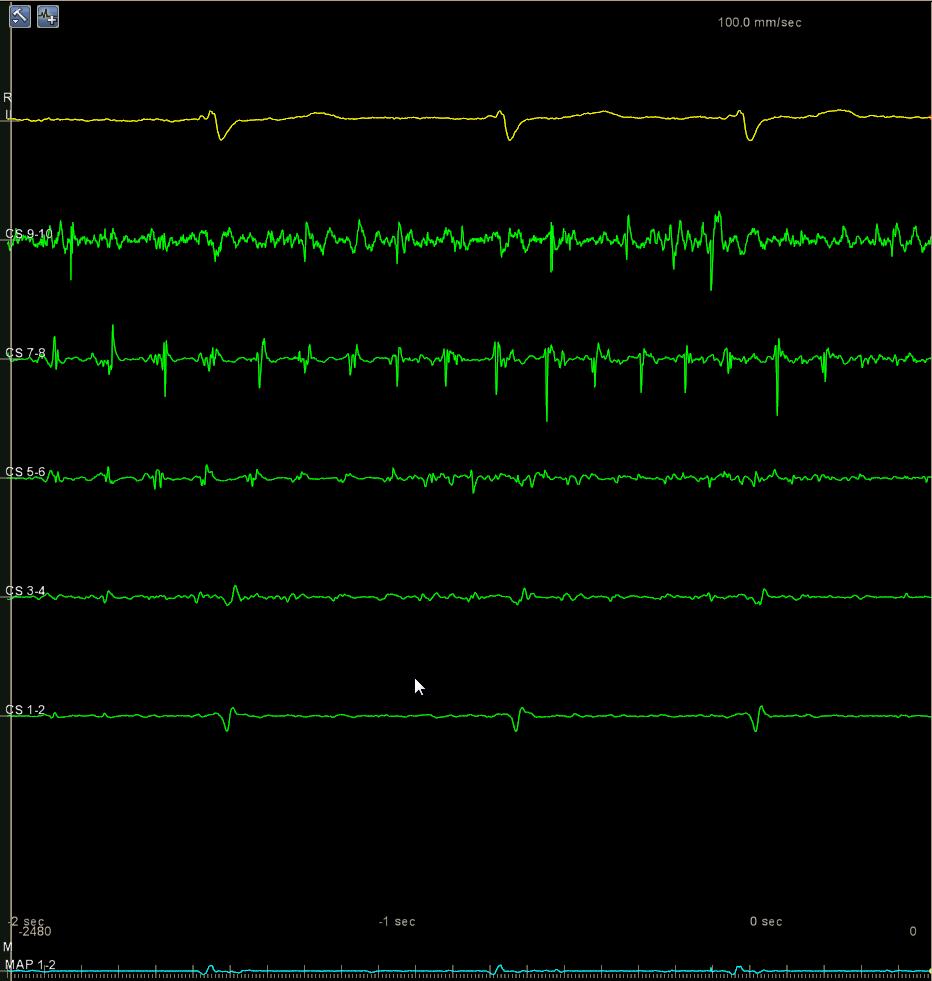 100.0 mm/sec
R
CS 9-10
CS 7-8
CS 5-6
CS 3-4
CS 1-2
-2 sec
-1 sec
0 sec
-2480
0
M
MAP 1-2